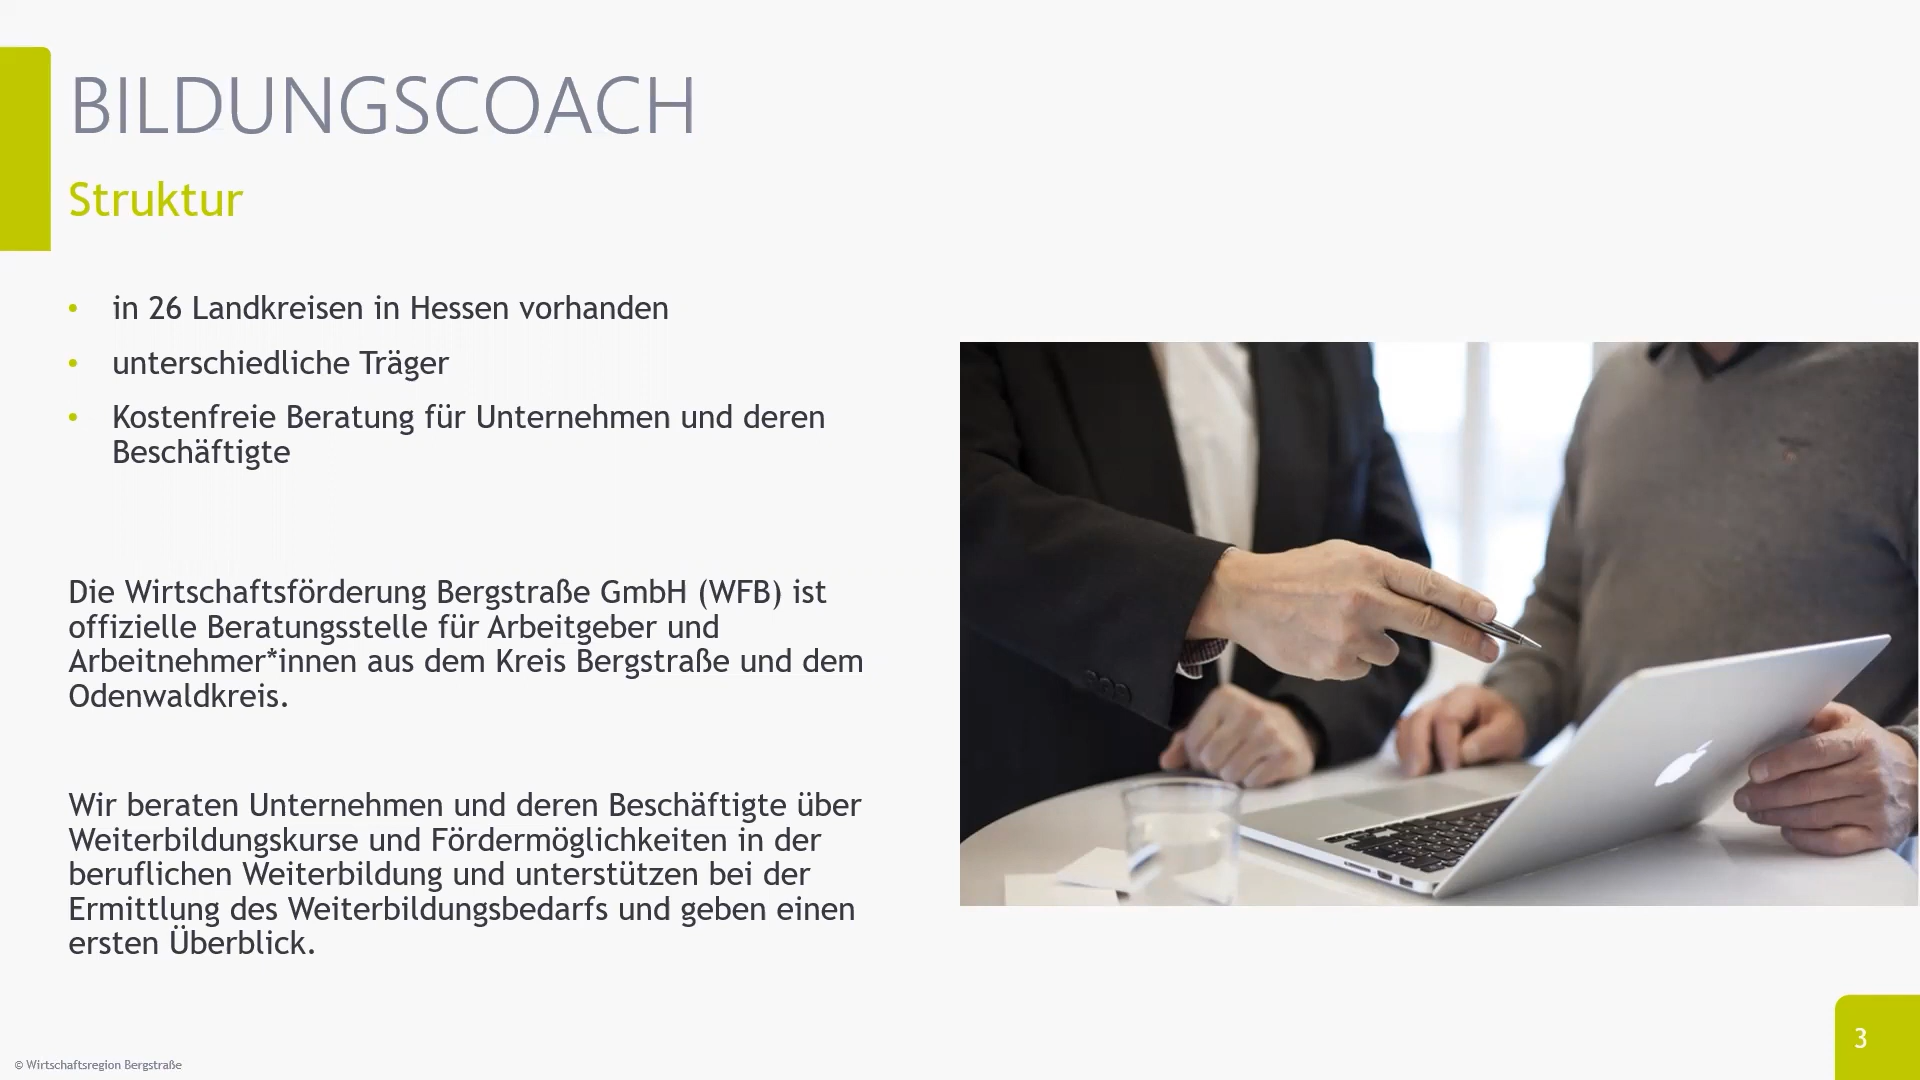 BILDUNGSCOACH
Struktur
• in 26 Landkreisen in Hessen vorhanden
• unterschiedliche Träger
• Kostenfreie Beratung für Unternehmen und deren
Beschäftigte
Die Wirtschaftsförderung Bergstraße GmbH (WFB) ist
offizielle Beratungsstelle für Arbeitgeber und
Arbeitnehmer*innen aus dem Kreis Bergstraße und dem
Odenwaldkreis.
Wir beraten Unternehmen und deren Beschäftigte über
Weiterbildungskurse und Fördermöglichkeiten in der
beruflichen Weiterbildung und unterstützen bei der
Ermittlung des Weiterbildungsbedarfs und geben einen
ersten Überblick.
3
© Wirtschaftsregion Bergstraße